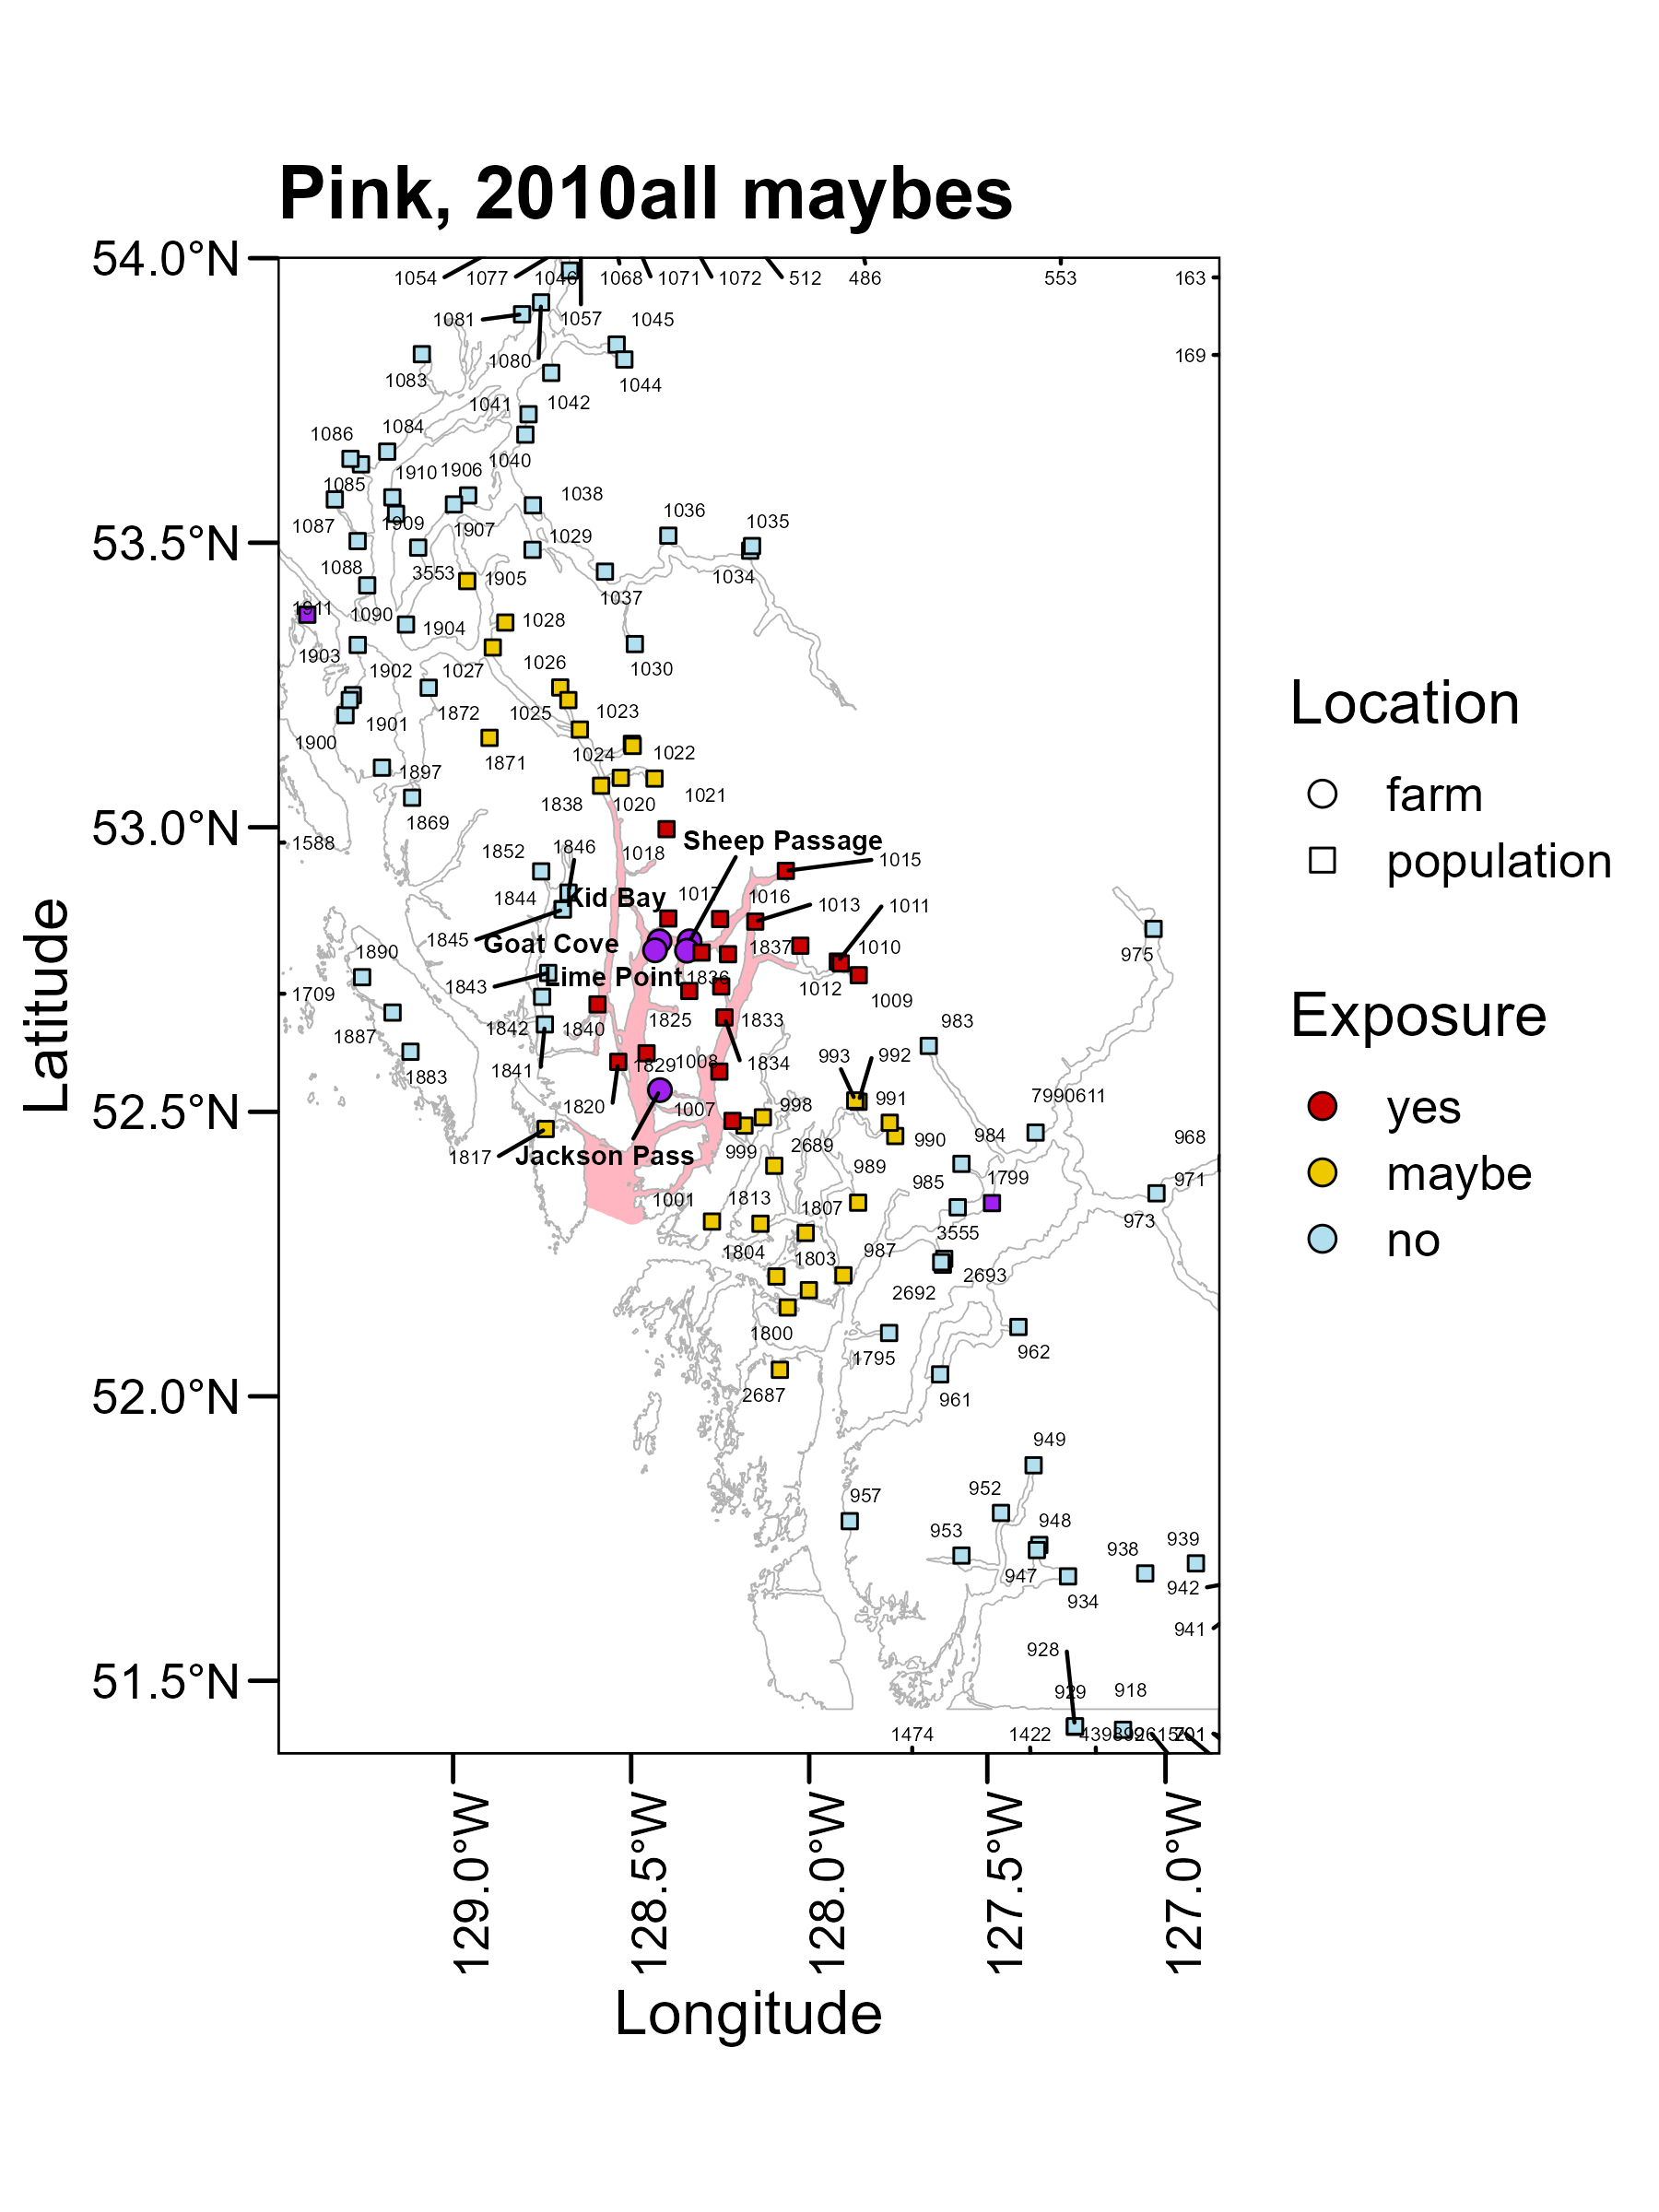 Pink, 2010all maybes
54.0°N
53.5°N
53.0°N
52.5°N
52.0°N
51.5°N
Latitude
1054 1077 1046 1068 1071 1072 512 486 553 163
1081 1057 1045
1080 169
1083 1044
1041 1042
1086 1084
1040
1910 1906
1085 1038
1087 1909 1907 1036 1035
1029
1088 3553 1905 1034
1037
1911 1090 1904 1028
1903 1902 1027 1026 1030
1900 1901 1872 1025 1023
1871 1024 1022
1897
1869 1838 1020 1021
1588 1852 1846 1018 Sheep Passage 1015
1844 Kid Bay 1017 1016 1013 1011
1845 Goat Cove 1837 1010
1890 975
1843 Lime Point 1836
1709 1012 1009
1887 1842 1840 1825 1833 983
1883 1841 1829 1008 1834 993 992
1820 1007 998 991 7990611
1817 Jackson Pass 999 2689 990 984 968
989 985 1799 971
1001 1813 1807 973
1804 1803 987 3555
2692 2693
1800 1795 962
2687 961
949
957 952
953 948
947 938 939
934 942
941
928
929 918
1474 1422 439 899 2615 701
129.0°W
128.5°W
128.0°W
127.5°W
127.0°W
Longitude
Location
farm
population
Exposure
yes
maybe
no